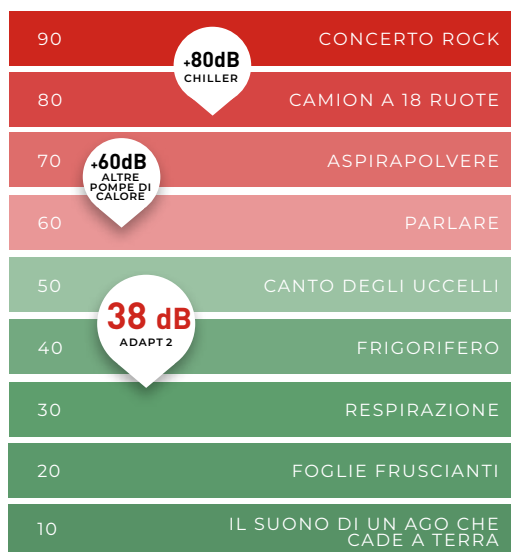 90 CONCERTO ROCK
+80dB
CHILLER
80 CAMION A 18 RUOTE
70 ASPIRAPOLVERE
+60dB
ALTRE
POMPE DI
CALORE
60 PARLARE
50 CANTO DEGLI UCCELLI
38 dB
ADAPT 2
40 FRIGORIFERO
30 RESPIRAZIONE
20 FOGLIE FRUSCIANTI
10 IL SUONO DI UN AGO CHE
CADE A TERRA